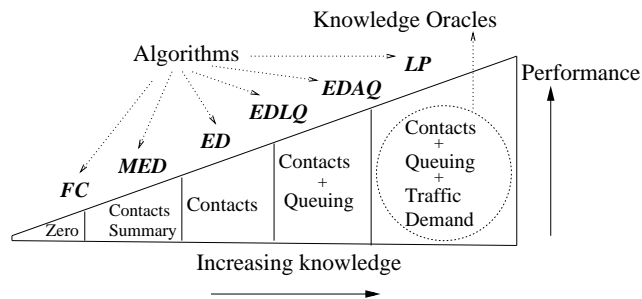 Knowledge Oracles
Algorithms
LP
Performance
EDAQ
EDLQ
ED
MED
FC
Zero
Contacts
Summary
Contacts
Contacts
+
Queuing
Contacts
+
Queuing
+
Traffic
Demand
Increasing knowledge